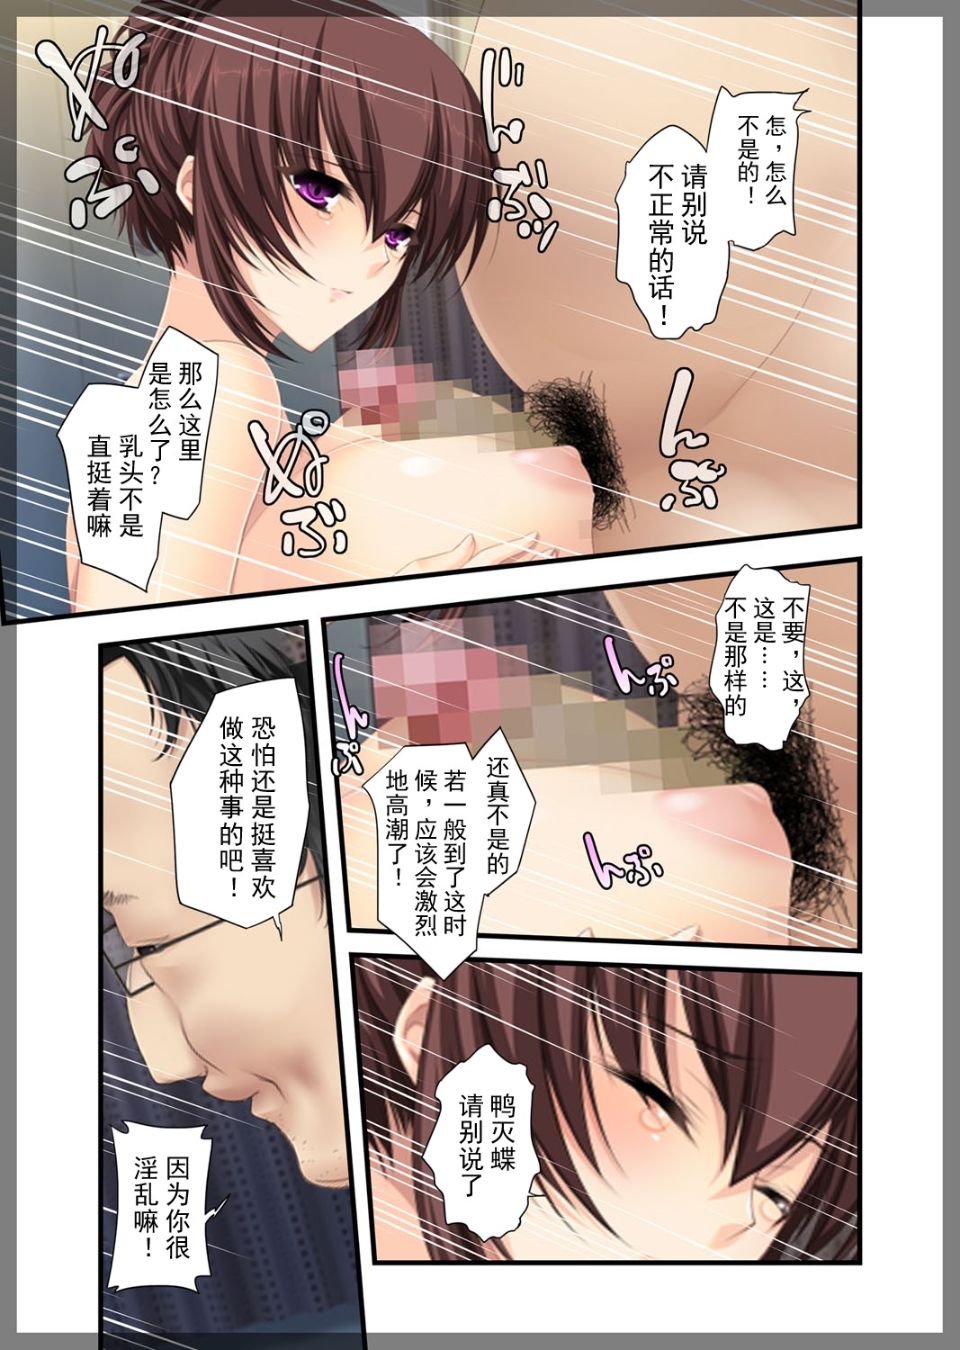 怎，怎么
不是的！
请别说
不正常的话！
ぬ
ぷ
那么这里
是怎么了？
乳头不是
直挺着嘛
ぬ
ぷ
ん
ぷ
不要，这，
这是……
不是那样的
んぷ
还真不是的
若一般到了这时
候，应该会激烈
地高潮了！
んぷ
んぷ
恐怕还是挺喜欢
做这种事的吧！
因为你很
淫乱嘛！
鸭灭蝶
请别说了